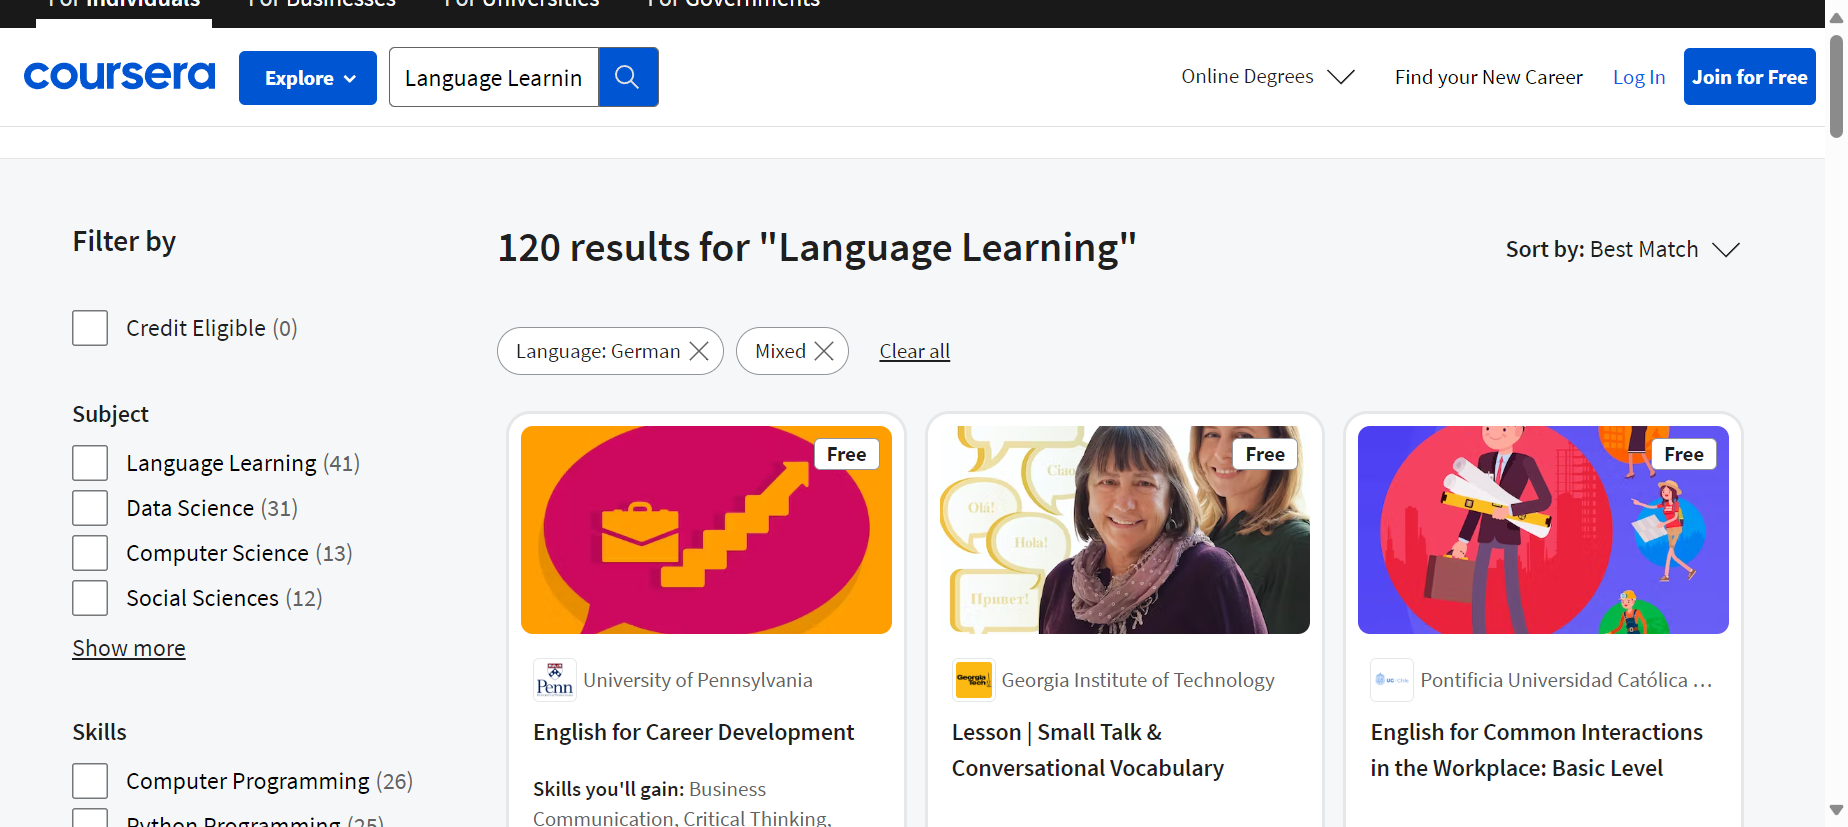 For Individuals For Businesses For Universities For Governments
coursera Explore Language Learnin Online Degrees Find your New Career Log In Join for Free
Filter by
120 results for "Language Learning"
Sort by: Best Match
Credit Eligible (0)
Language: German Mixed Clear all
Subject
Language Learning (41)
Data Science (31)
Computer Science (13)
Social Sciences (12)
Show more
Skills
Computer Programming (26)
Python Programming (25)
Free
Penn University of Pennsylvania
English for Career Development
Skills you'll gain: Business
Communication, Critical Thinking,
Free
Ciao
Olá!
Hola!
Привет!
Georgia Tech Georgia Institute of Technology
Lesson | Small Talk &
Conversational Vocabulary
Free
UC Chile Pontificia Universidad Católica ...
English for Common Interactions
in the Workplace: Basic Level